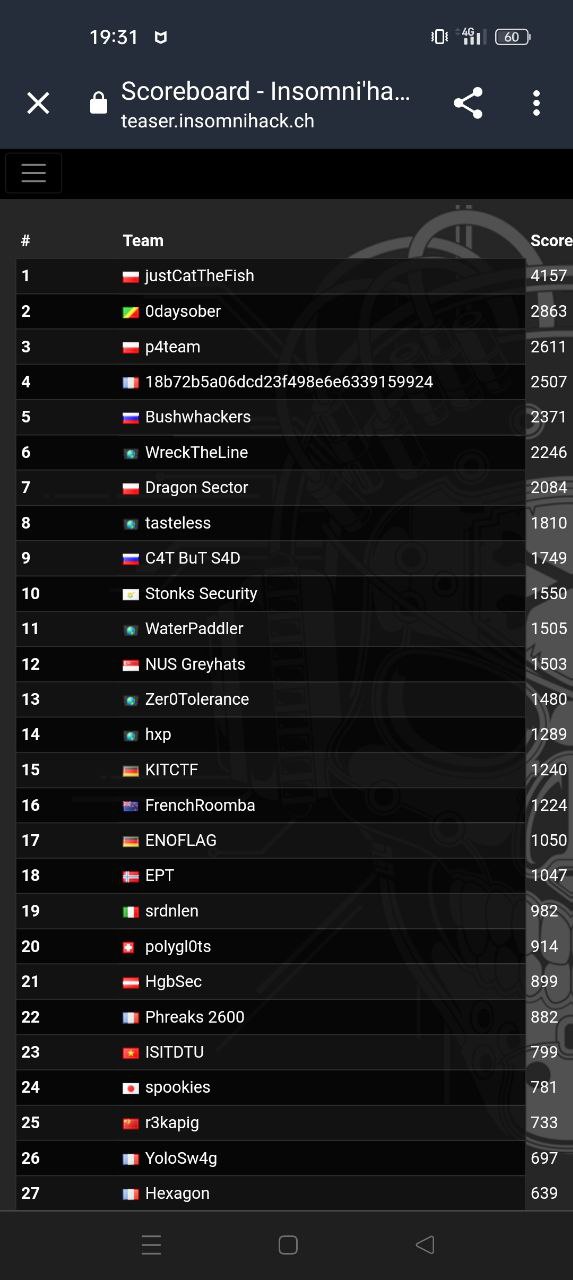 19:31 4G 60
Scoreboard - Insomni'ha...
teaser.insomnihack.ch
# Team Score
1 justCatTheFish 4157
2 0daysober 2863
3 p4team 2611
4 18b72b5a06dcd23f498e6e6339159924 2507
5 Bushwhackers 2371
6 WreckTheLine 2246
7 Dragon Sector 2084
8 tasteless 1810
9 C4T BuT S4D 1749
10 Stonks Security 1550
11 WaterPaddler 1505
12 NUS Greyhats 1503
13 Zer0Tolerance 1480
14 hxp 1289
15 KITCTF 1240
16 FrenchRoomba 1224
17 ENOFLAG 1050
18 EPT 1047
19 srdnlen 982
20 polygl0ts 914
21 HgbSec 899
22 Phreaks 2600 882
23 ISITDTU 799
24 spookies 781
25 r3kapig 733
26 YoloSw4g 697
27 Hexagon 639